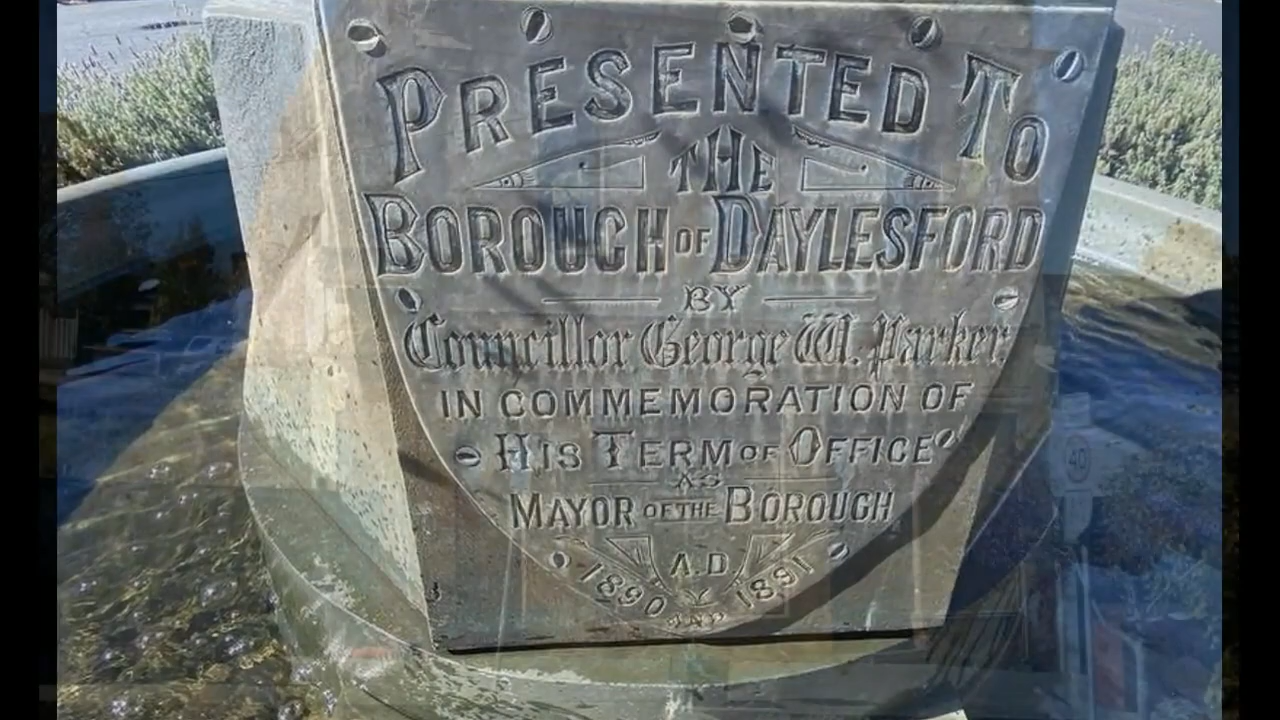 PRESENTED TO
THE
BOROUGH OF DAYLESFORD
BY
Councillor George W. Parker
IN COMMEMORATION OF
HIS TERM OF OFFICE
AS
MAYOR OF THE BOROUGH
A.D
1890 AND 1891
40